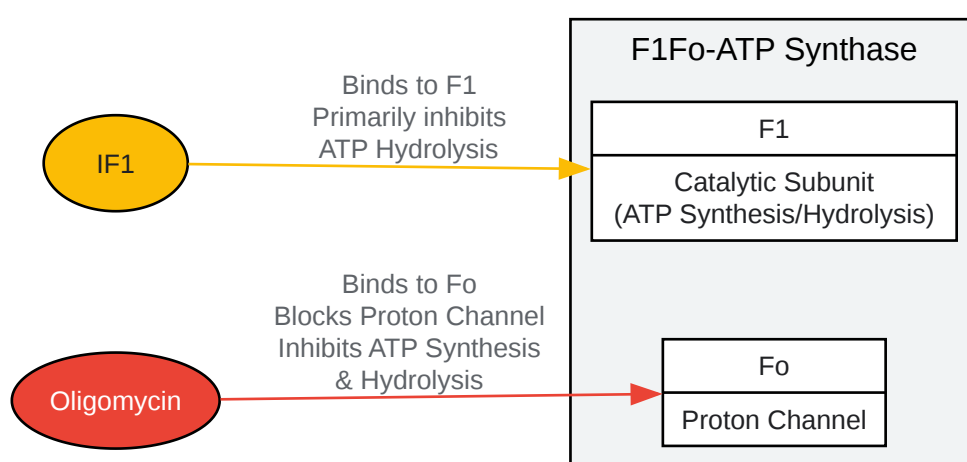 F1Fo-ATP Synthase
Binds to F1
Primarily inhibits
ATP Hydrolysis
IF1
F1
Catalytic Subunit
(ATP Synthesis/Hydrolysis)
Binds to Fo
Blocks Proton Channel
Inhibits ATP Synthesis
& Hydrolysis
Oligomycin
Fo
Proton Channel